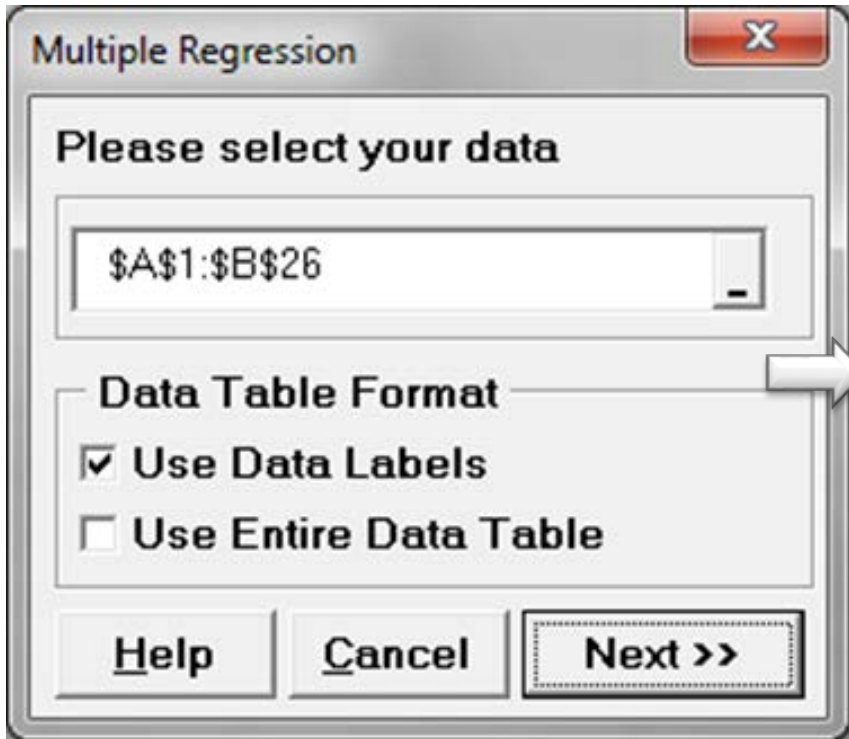 Multiple Regression
Please select your data
$A$1:$B$26
Data Table Format
Use Data Labels
Use Entire Data Table
Help
Cancel
Next >>